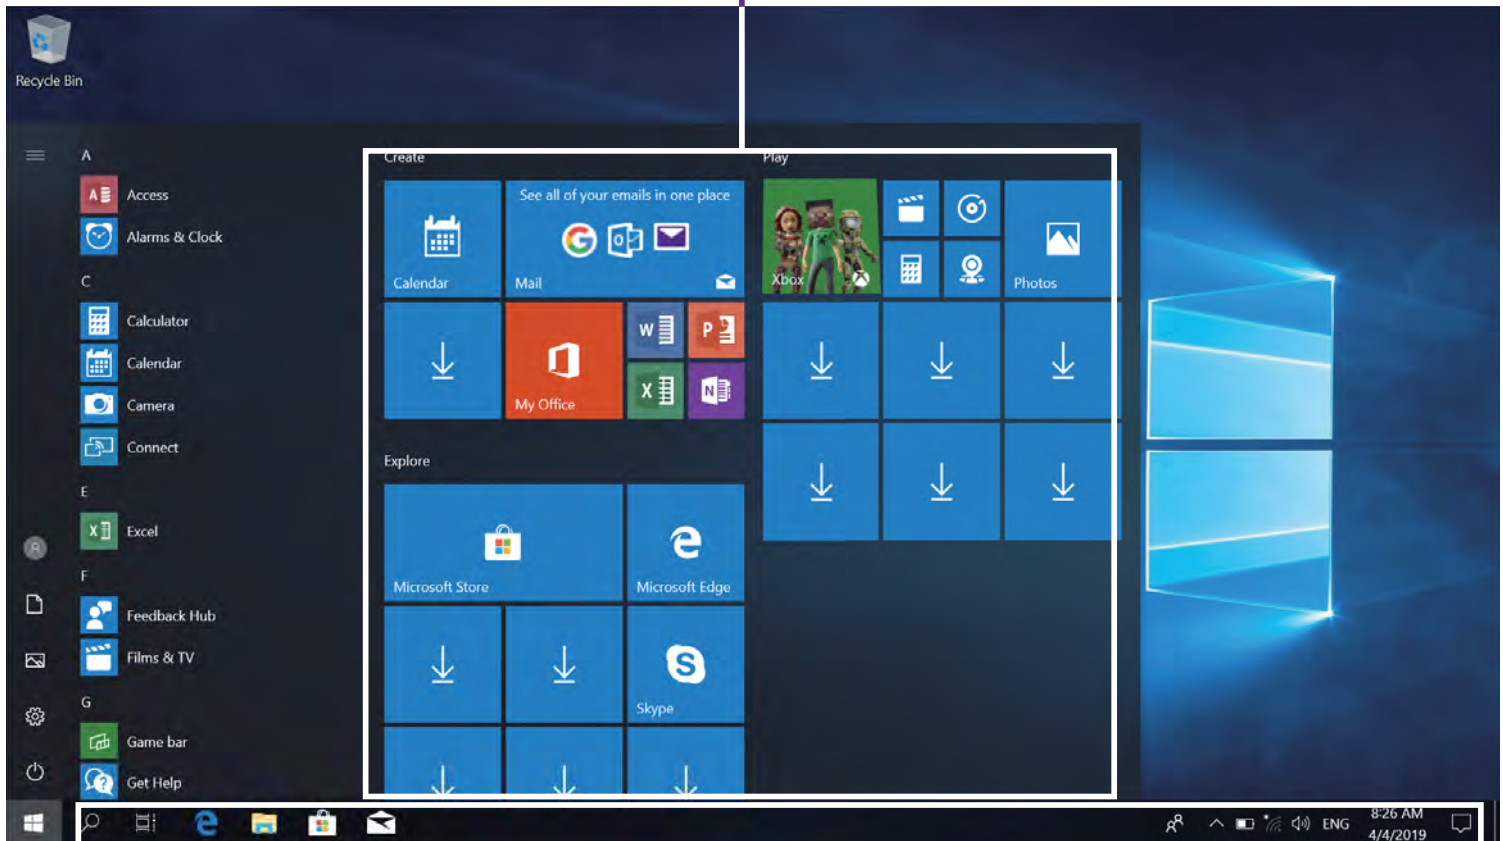 Recycle Bin
A
Access
Alarms & Clock
C
Calculator
Calendar
Camera
Connect
E
Excel
F
Feedback Hub
Films & TV
G
Game bar
Get Help
Create
See all of your emails in one place
Calendar
Mail
My Office
Explore
Microsoft Store
Microsoft Edge
Skype
Play
Xbox
Photos
ENG
8:26 AM
4/4/2019